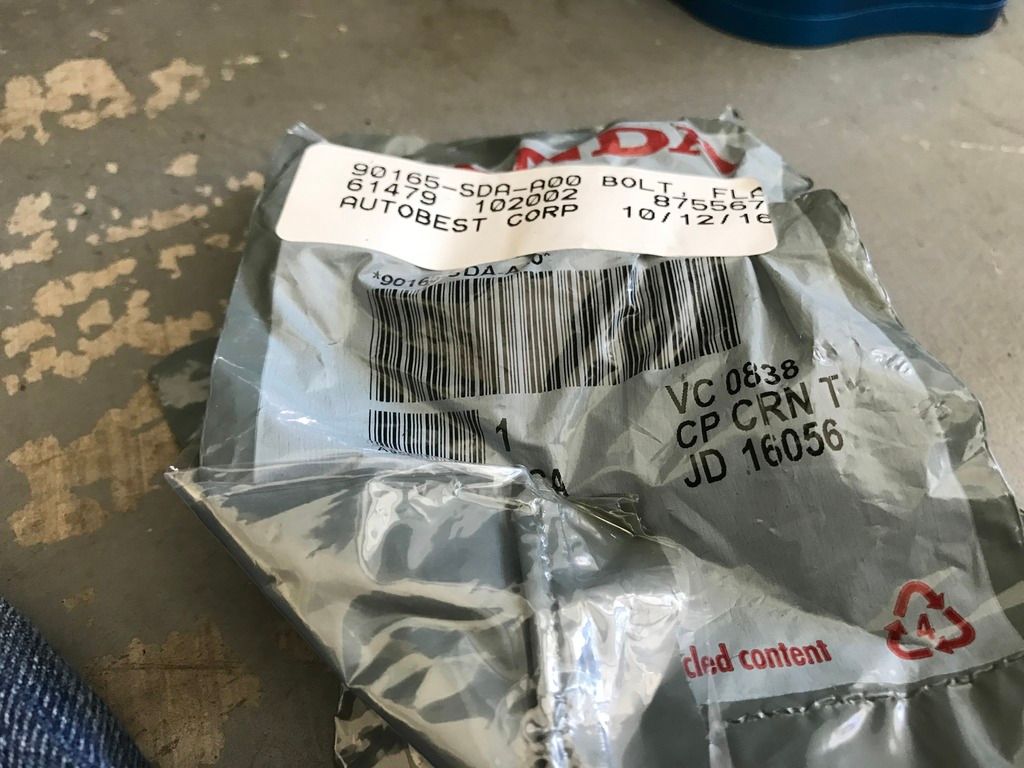 90165-SDA-A00 BOLT, FLA
61479 102002 875567
AUTOBEST CORP 10/12/16
VC 0838
CP CRN T
1
JD 16056
4
cled content